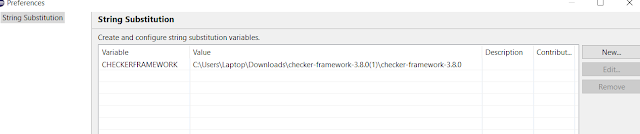 Preferences
String Substitution
String Substitution
Create and configure string substitution variables.
Variable Value Description Contribut... New...
CHECKERFRAMEWORK C:\Users\Laptop\Downloads\checker-framework-3.8.0(1)\checker-framework-3.8.0 Edit...
Remove